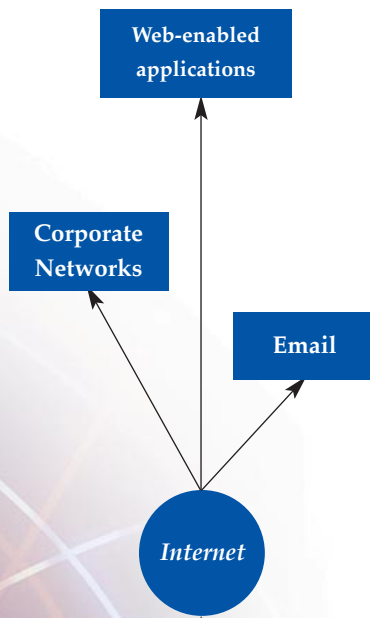 Web-enabled
applications
Corporate
Networks
Email
Internet